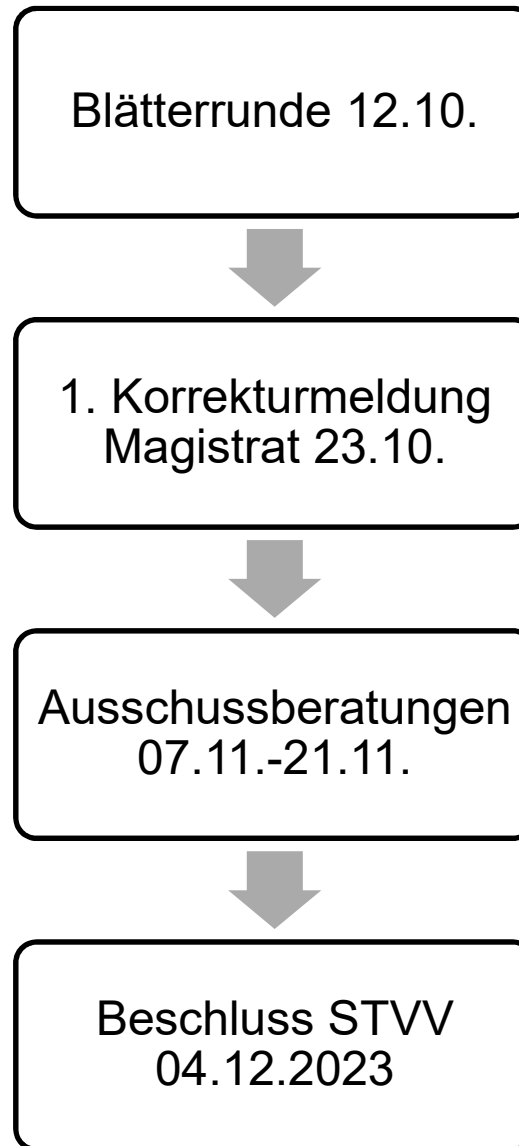 Blätterrunde 12.10.
1. Korrekturmeldung
Magistrat 23.10.
Ausschussberatungen
07.11.-21.11.
Beschluss STVV
04.12.2023